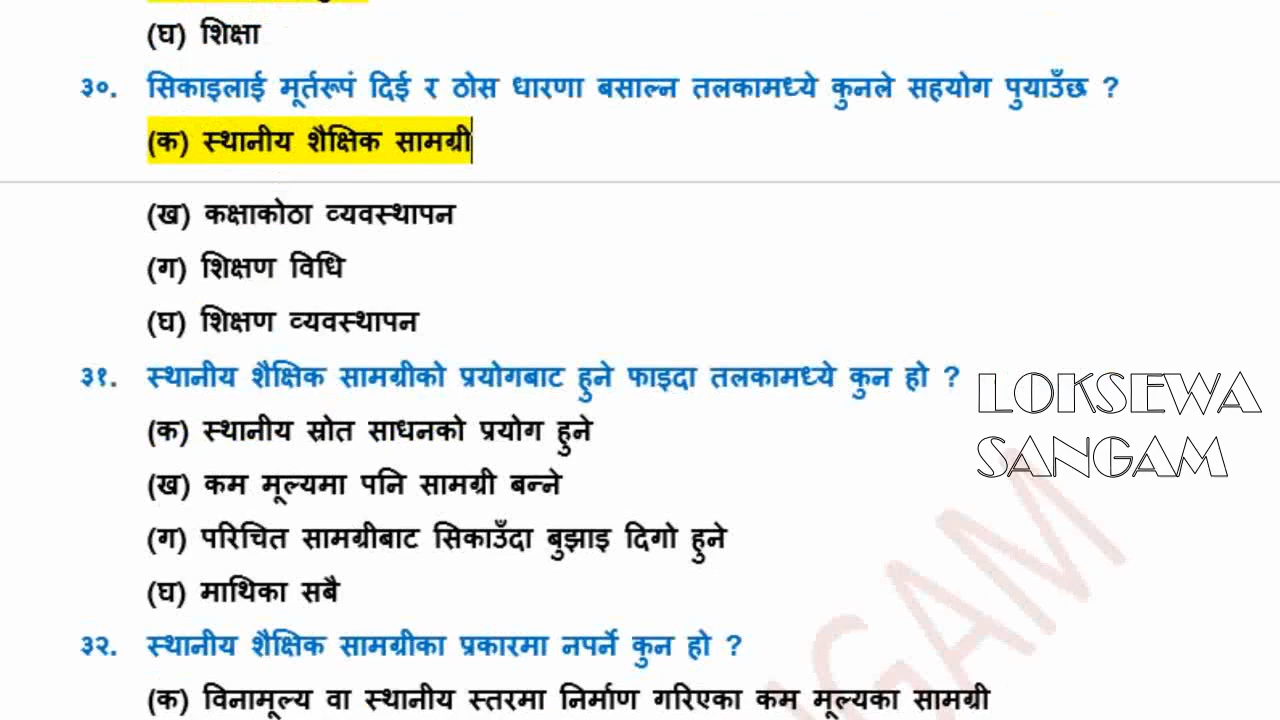 (घ) शिक्षा
३०. सिकाइलाई मूर्तरूपं दिई र ठोस धारणा बसाल्न तलकामध्ये कुनले सहयोग पुयाउँछ ?
(क) स्थानीय शैक्षिक सामग्री
(ख) कक्षाकोठा व्यवस्थापन
(ग) शिक्षण विधि
(घ) शिक्षण व्यवस्थापन
३१. स्थानीय शैक्षिक सामग्रीको प्रयोगबाट हुने फाइदा तलकामध्ये कुन हो ?
LOKSEWA
(क) स्थानीय स्रोत साधनको प्रयोग हुने
SANGAM
(ख) कम मूल्यमा पनि सामग्री बन्ने
(ग) परिचित सामग्रीबाट सिकाउँदा बुझाइ दिगो हुने
(घ) माथिका सबै
३२. स्थानीय शैक्षिक सामग्रीका प्रकारमा नपर्ने कुन हो ?
(क) विनामूल्य वा स्थानीय स्तरमा निर्माण गरिएका कम मूल्यका सामग्री